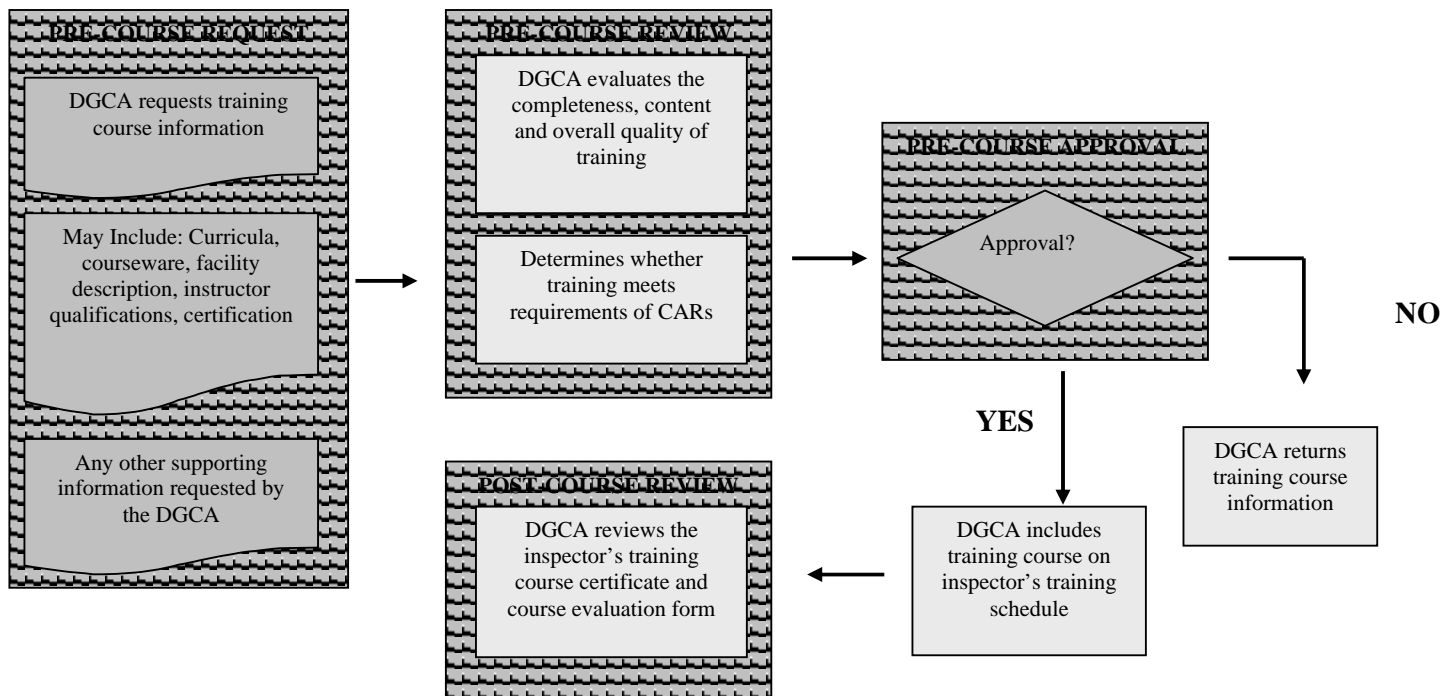 PRE-COURSE REQUEST
DGCA requests training
course information
May Include: Curricula,
courseware, facility
description, instructor
qualifications, certification
Any other supporting
information requested by
the DGCA
PRE-COURSE REVIEW
DGCA evaluates the
completeness, content
and overall quality of
training
Determines whether
training meets
requirements of CARs
PRE-COURSE APPROVAL
Approval?
NO
YES
DGCA returns
training course
information
DGCA includes
training course on
inspector’s training
schedule
POST-COURSE REVIEW
DGCA reviews the
inspector’s training
course certificate and
course evaluation form